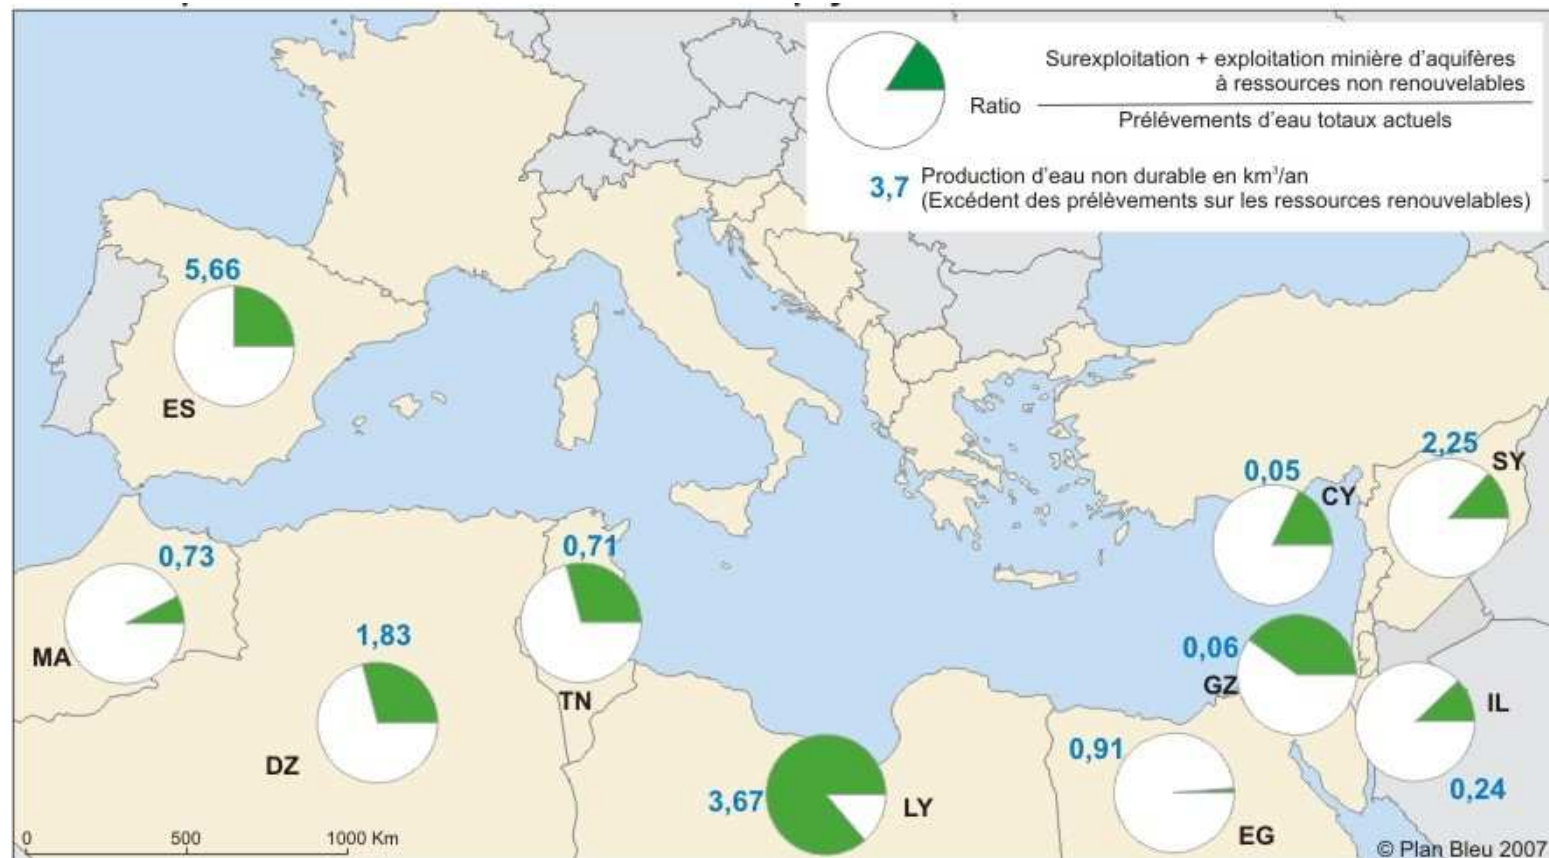 Surexploitation + exploitation minière d'aquifères
à ressources non renouvelables
Ratio
Prélévements d'eau totaux actuels
3,7
Production d'eau non durable en km³/an
(Excédent des prélèvements sur les ressources renouvelables)
5,66
ES
2,25
SY
0,05
CY
0,73
MA
0,71
TN
1,83
DZ
0,06
GZ
IL
0,24
0,91
EG
3,67
LY
0
500
1000 Km
© Plan Bleu 2007